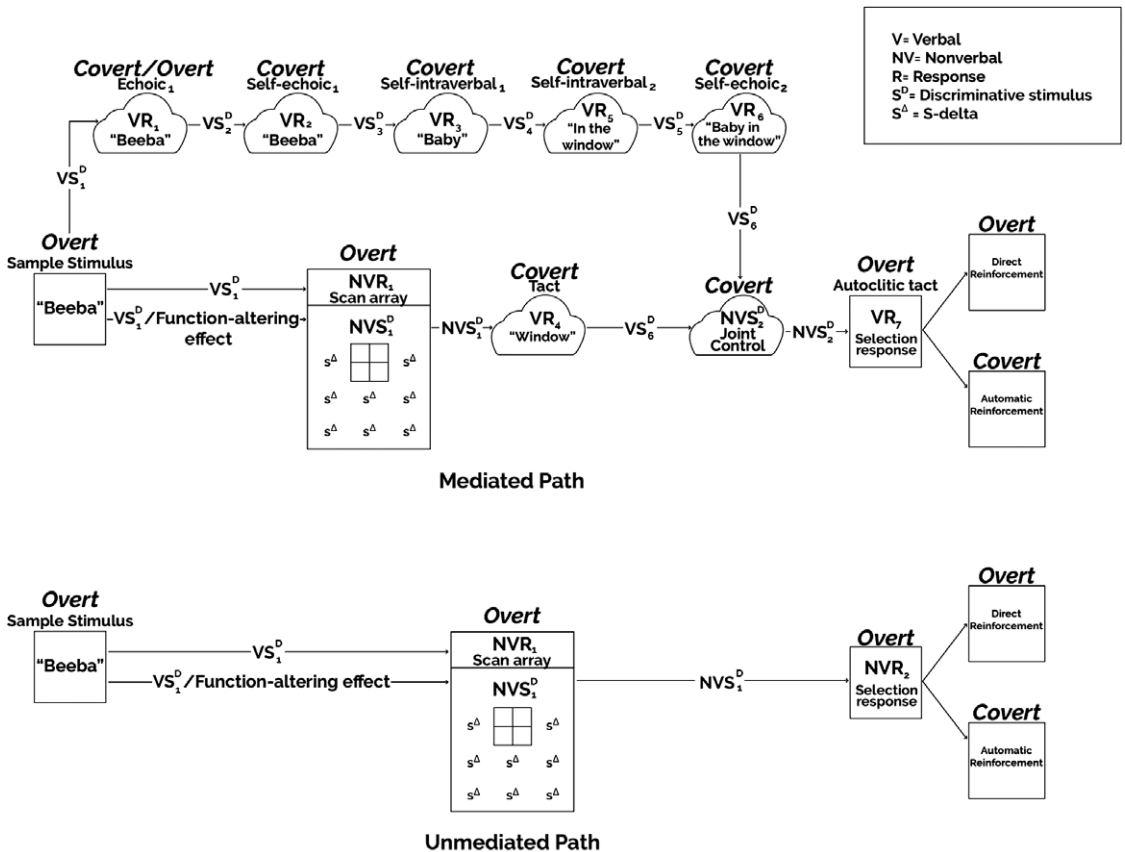 V= Verbal
NV= Nonverbal
R= Response
Sᴰ= Discriminative stimulus
S^Δ = S-delta
Covert/Overt
Echoic₁
VR₁
“Beeba”
VS₂ᴰ
Covert
Self-echoic₁
VR₂
“Beeba”
VS₃ᴰ
Covert
Self-intraverbal₁
VR₃
“Baby”
VS₄ᴰ
Covert
Self-intraverbal₂
VR₅
“In the
window”
VS₅ᴰ
Covert
Self-echoic₂
VR₆
“Baby in
the window”
VS₁ᴰ
VS₆ᴰ
Overt
Sample Stimulus
“Beeba”
VS₁ᴰ
VS₁ᴰ/Function-altering
effect
Overt
NVR₁
Scan array
NVS₁ᴰ
S^Δ S^Δ
S^Δ S^Δ S^Δ
S^Δ S^Δ S^Δ
NVS₁ᴰ
Covert
Tact
VR₄
“Window”
VS₆ᴰ
Covert
NVS₂ᴰ
Joint
Control
NVS₂ᴰ
Overt
Autoclitic tact
VR₇
Selection
response
Overt
Direct
Reinforcement
Covert
Automatic
Reinforcement
Mediated Path
Overt
Sample Stimulus
“Beeba”
VS₁ᴰ
VS₁ᴰ/Function-altering effect
Overt
NVR₁
Scan array
NVS₁ᴰ
S^Δ S^Δ
S^Δ S^Δ S^Δ
S^Δ S^Δ S^Δ
NVS₁ᴰ
Overt
NVR₂
Selection
response
Overt
Direct
Reinforcement
Covert
Automatic
Reinforcement
Unmediated Path